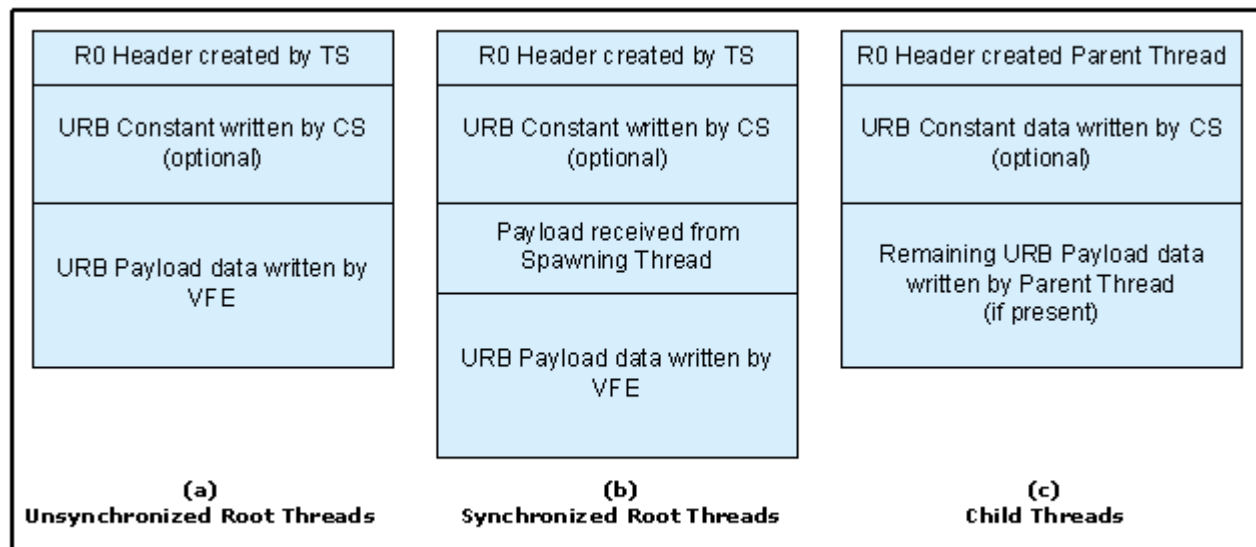 R0 Header created by TS
URB Constant written by CS
(optional)
URB Payload data written by
VFE
(a)
Unsynchronized Root Threads
R0 Header created by TS
URB Constant written by CS
(optional)
Payload received from
Spawning Thread
URB Payload data written by
VFE
(b)
Synchronized Root Threads
R0 Header created Parent Thread
URB Constant data written by CS
(optional)
Remaining URB Payload data
written by Parent Thread
(if present)
(c)
Child Threads